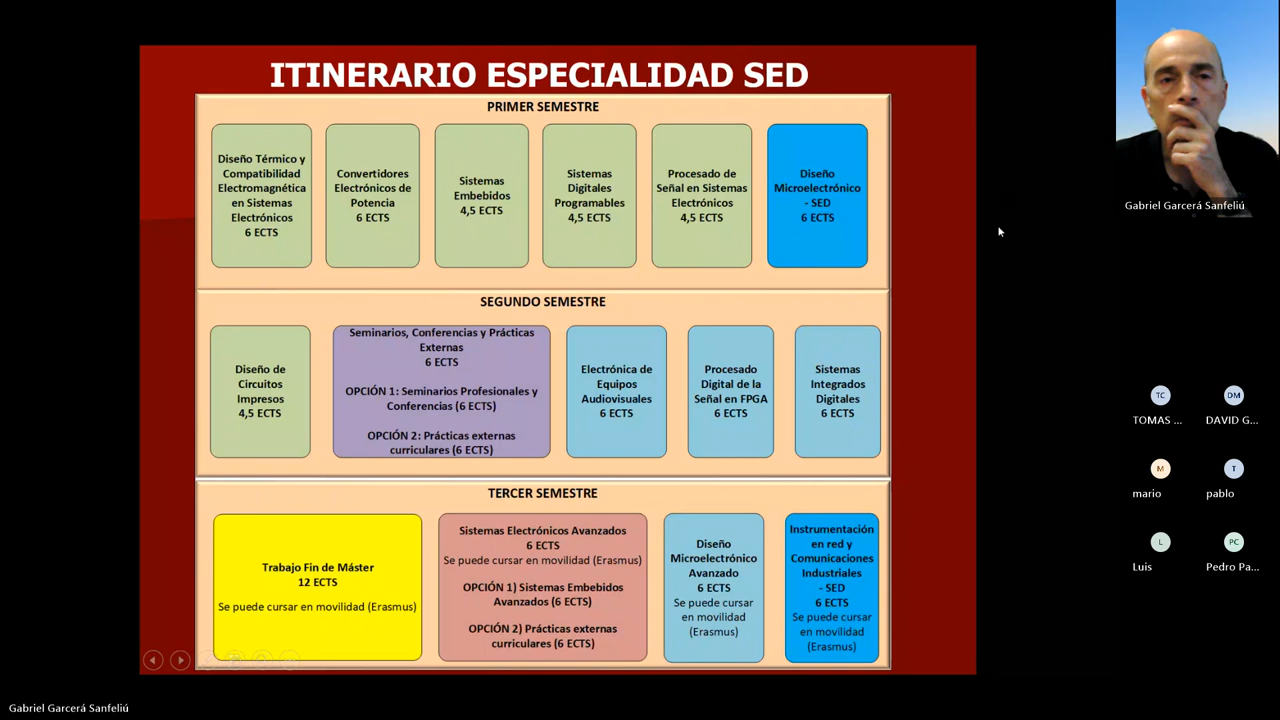 ITINERARIO ESPECIALIDAD SED
PRIMER SEMESTRE
Diseño Térmico y
Compatibilidad
Electromagnética
en Sistemas
Electrónicos
6 ECTS
Convertidores
Electrónicos de
Potencia
6 ECTS
Sistemas
Embebidos
4,5 ECTS
Sistemas
Digitales
Programables
4,5 ECTS
Procesado de
Señal en Sistemas
Electrónicos
4,5 ECTS
Diseño
Microelectrónico
- SED
6 ECTS
Gabriel Garcerá Sanfeliú
SEGUNDO SEMESTRE
Diseño de
Circuitos
Impresos
4,5 ECTS
Seminarios, Conferencias y Prácticas
Externas
6 ECTS
OPCIÓN 1: Seminarios Profesionales y
Conferencias (6 ECTS)
OPCIÓN 2: Prácticas externas
curriculares (6 ECTS)
Electrónica de
Equipos
Audiovisuales
6 ECTS
Procesado
Digital de la
Señal en FPGA
6 ECTS
Sistemas
Integrados
Digitales
6 ECTS
TC
TOMAS ...
DM
DAVID G...
M
mario
T
pablo
L
Luis
PC
Pedro Pa...
TERCER SEMESTRE
Trabajo Fin de Máster
12 ECTS
Se puede cursar en movilidad (Erasmus)
Sistemas Electrónicos Avanzados
6 ECTS
Se puede cursar en movilidad (Erasmus)
OPCIÓN 1) Sistemas Embebidos
Avanzados (6 ECTS)
OPCIÓN 2) Prácticas externas
curriculares (6 ECTS)
Diseño
Microelectrónico
Avanzado
6 ECTS
Se puede cursar
en movilidad
(Erasmus)
Instrumentación
en red y
Comunicaciones
Industriales
- SED
6 ECTS
Se puede cursar
en movilidad
(Erasmus)
Gabriel Garcerá Sanfeliú